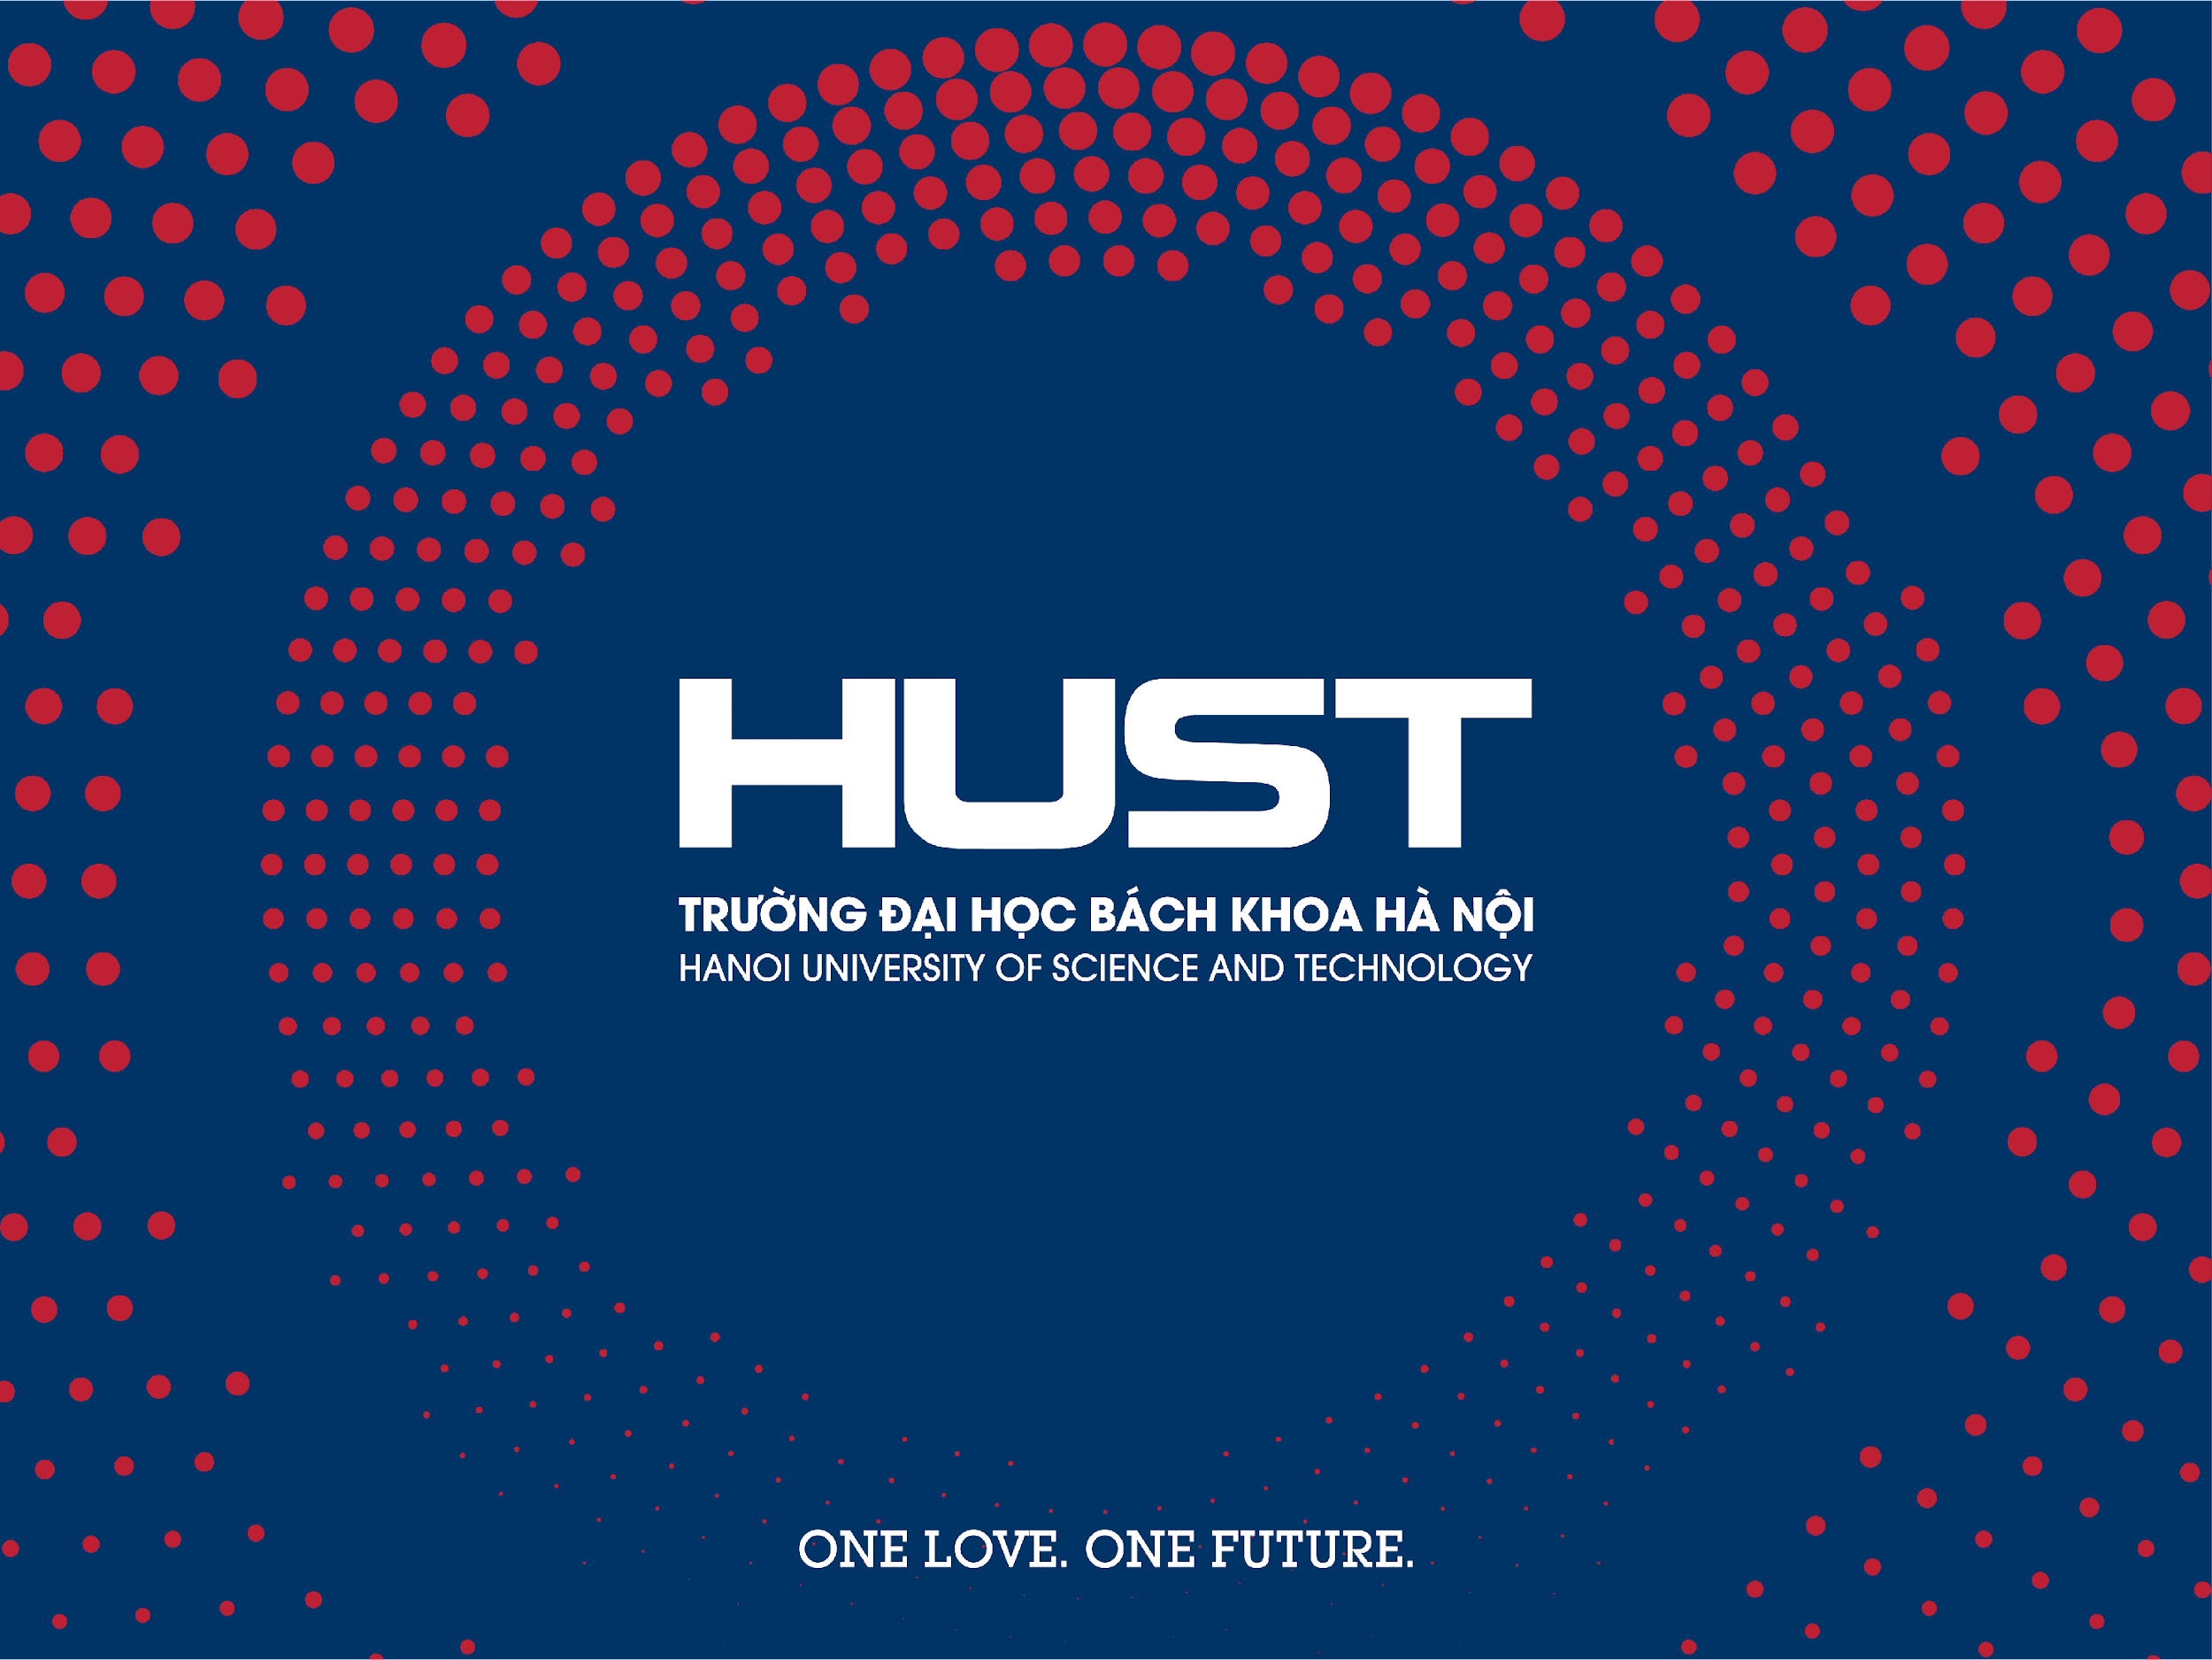 HUST
TRƯỜNG ĐẠI HỌC BÁCH KHOA HÀ NỘI
HANOI UNIVERSITY OF SCIENCE AND TECHNOLOGY
ONE LOVE. ONE FUTURE.